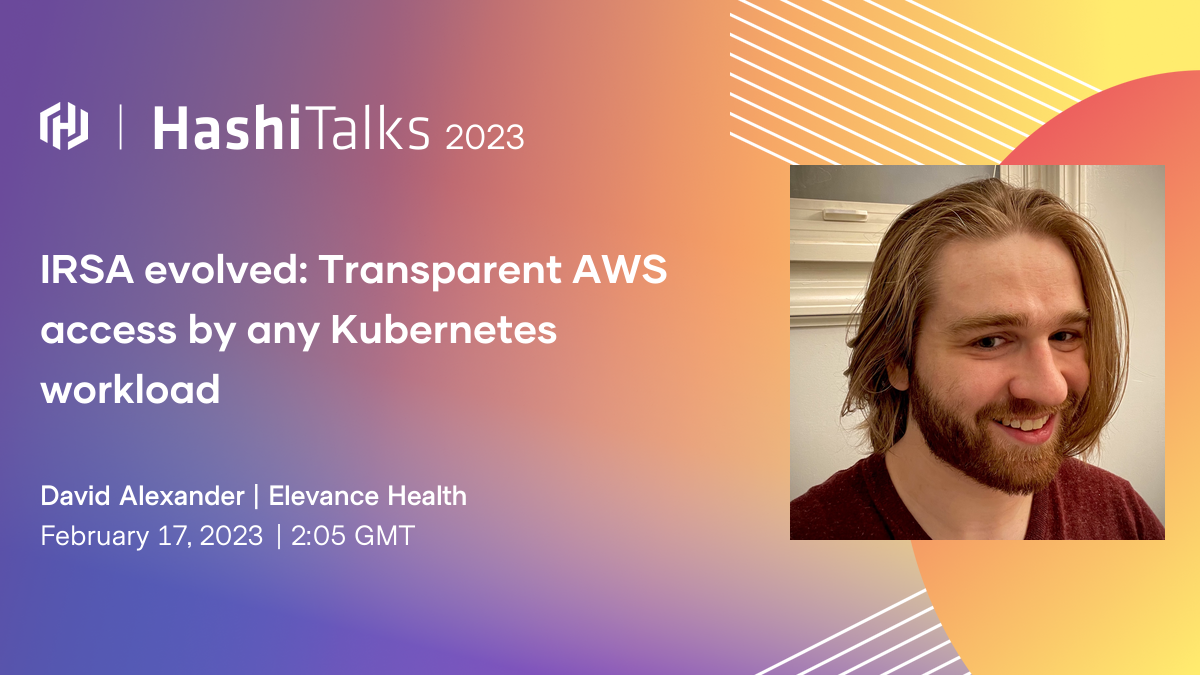 HashiTalks 2023
IRSA evolved: Transparent AWS
access by any Kubernetes
workload
David Alexander | Elevance Health
February 17, 2023 | 2:05 GMT